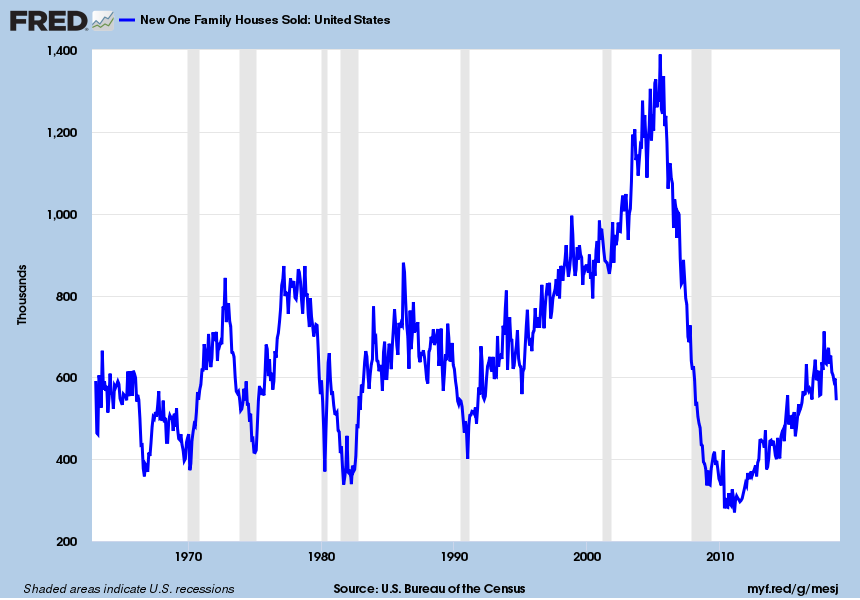 FRED
New One Family Houses Sold: United States
Thousands
1,400
1,200
1,000
800
600
400
200
1970 1980 1990 2000 2010
Shaded areas indicate U.S. recessions Source: U.S. Bureau of the Census myf.red/g/mesj